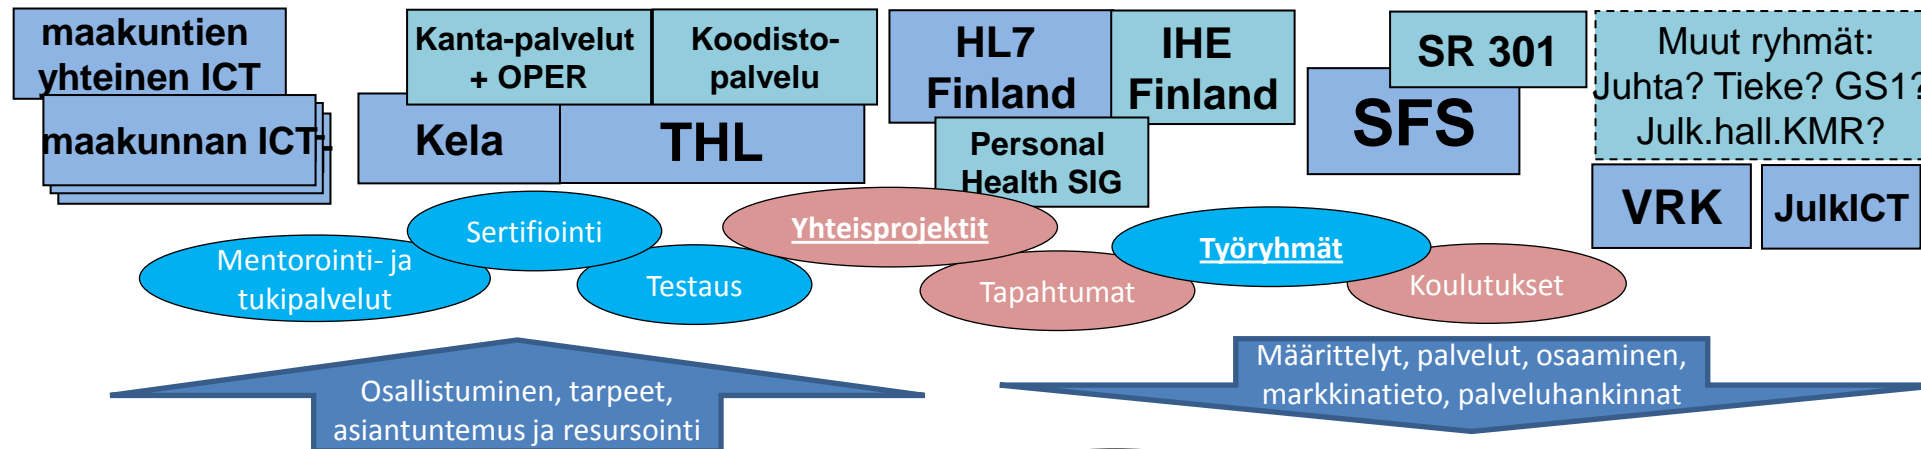 maakuntien
yhteinen ICT
maakunnan ICT-
Kanta-palvelut
+ OPER
Koodisto-
palvelu
Kela
THL
HL7
Finland
IHE
Finland
Personal
Health SIG
SR 301
SFS
Muut ryhmät:
Juhta? Tieke? GS1?
Julk.hall.KMR?
VRK
JulkICT
Mentorointi- ja
tukipalvelut
Sertifiointi
Testaus
Yhteisprojektit
Tapahtumat
Työryhmät
Koulutukset
Osallistuminen, tarpeet,
asiantuntemus ja resursointi
Määrittelyt, palvelut, osaaminen,
markkinatieto, palveluhankinnat